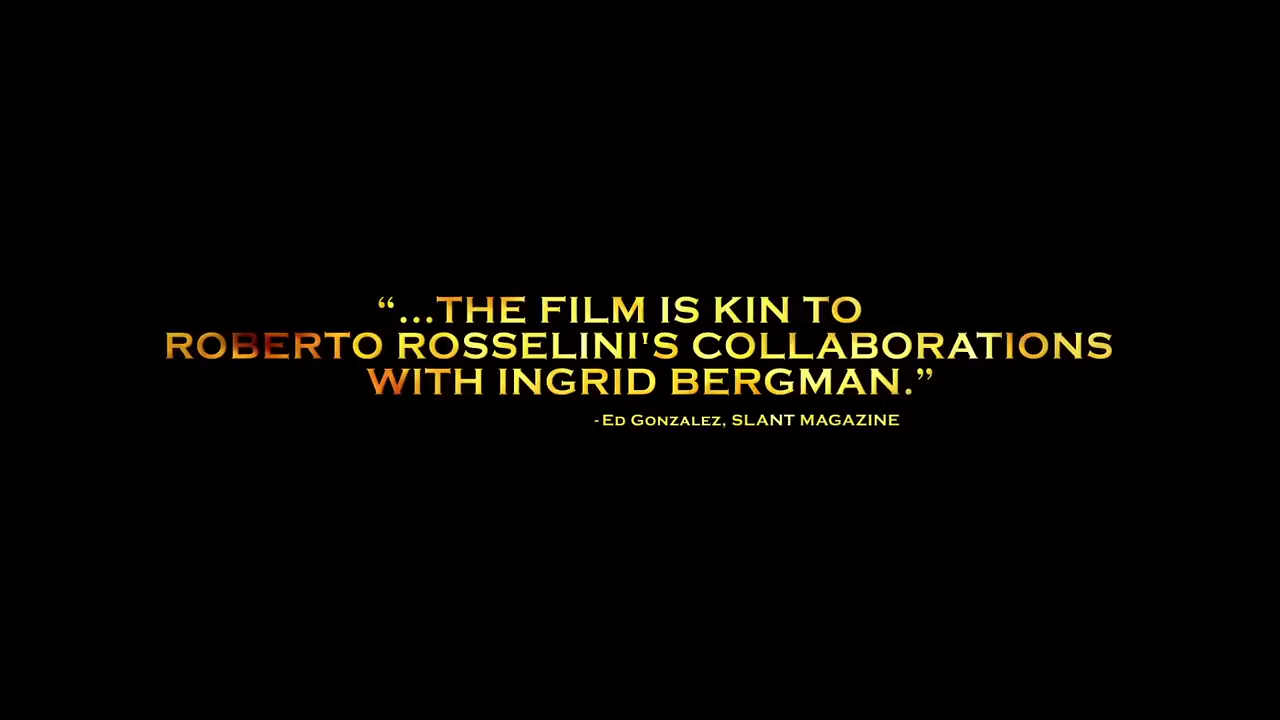 “...THE FILM IS KIN TO
ROBERTO ROSSELINI'S COLLABORATIONS
WITH INGRID BERGMAN.”
-ED GONZALEZ, SLANT MAGAZINE